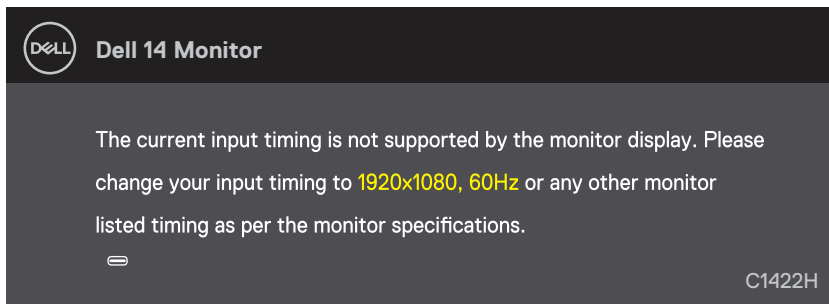 DELL
Dell 14 Monitor
The current input timing is not supported by the monitor display. Please
change your input timing to 1920x1080, 60Hz or any other monitor
listed timing as per the monitor specifications.
C1422H